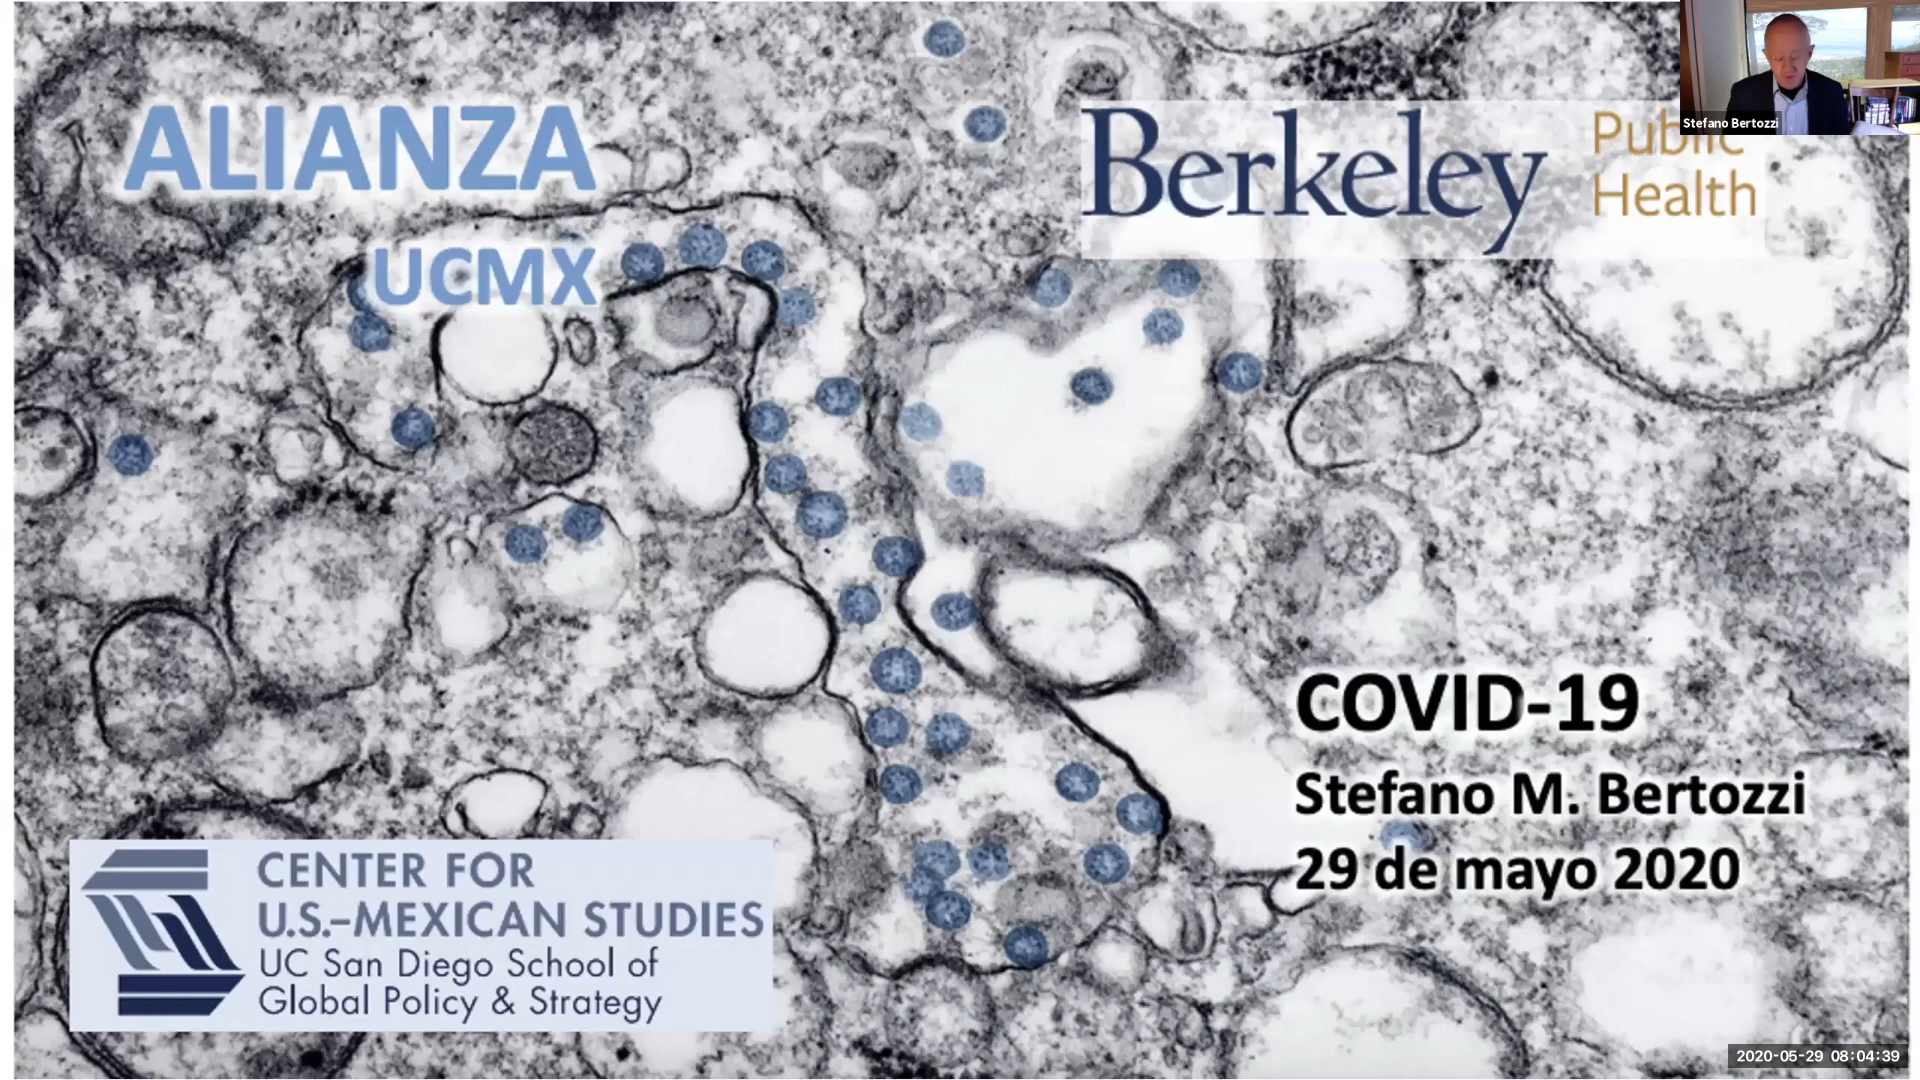 ALIANZA
UCMX
Berkeley
Public
Health
Stefano Bertozzi
COVID-19
Stefano M. Bertozzi
29 de mayo 2020
CENTER FOR
U.S.–MEXICAN STUDIES
UC San Diego School of
Global Policy & Strategy
2020-05-29 08:04:39